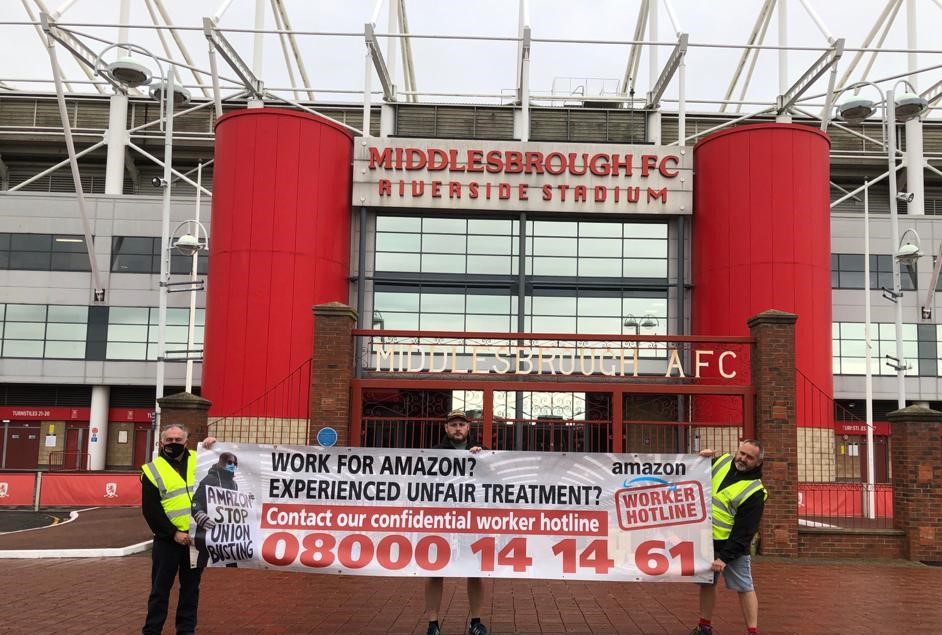 MIDDLESBROUGH FC
RIVERSIDE STADIUM
MIDDLESBROUGH AFC
TURNSTILES 21-20
WORK FOR AMAZON?
EXPERIENCED UNFAIR TREATMENT?
Contact our confidential worker hotline
08000 14 14 61
amazon
WORKER
HOTLINE
AMAZON
STOP
UNION
BUSTING